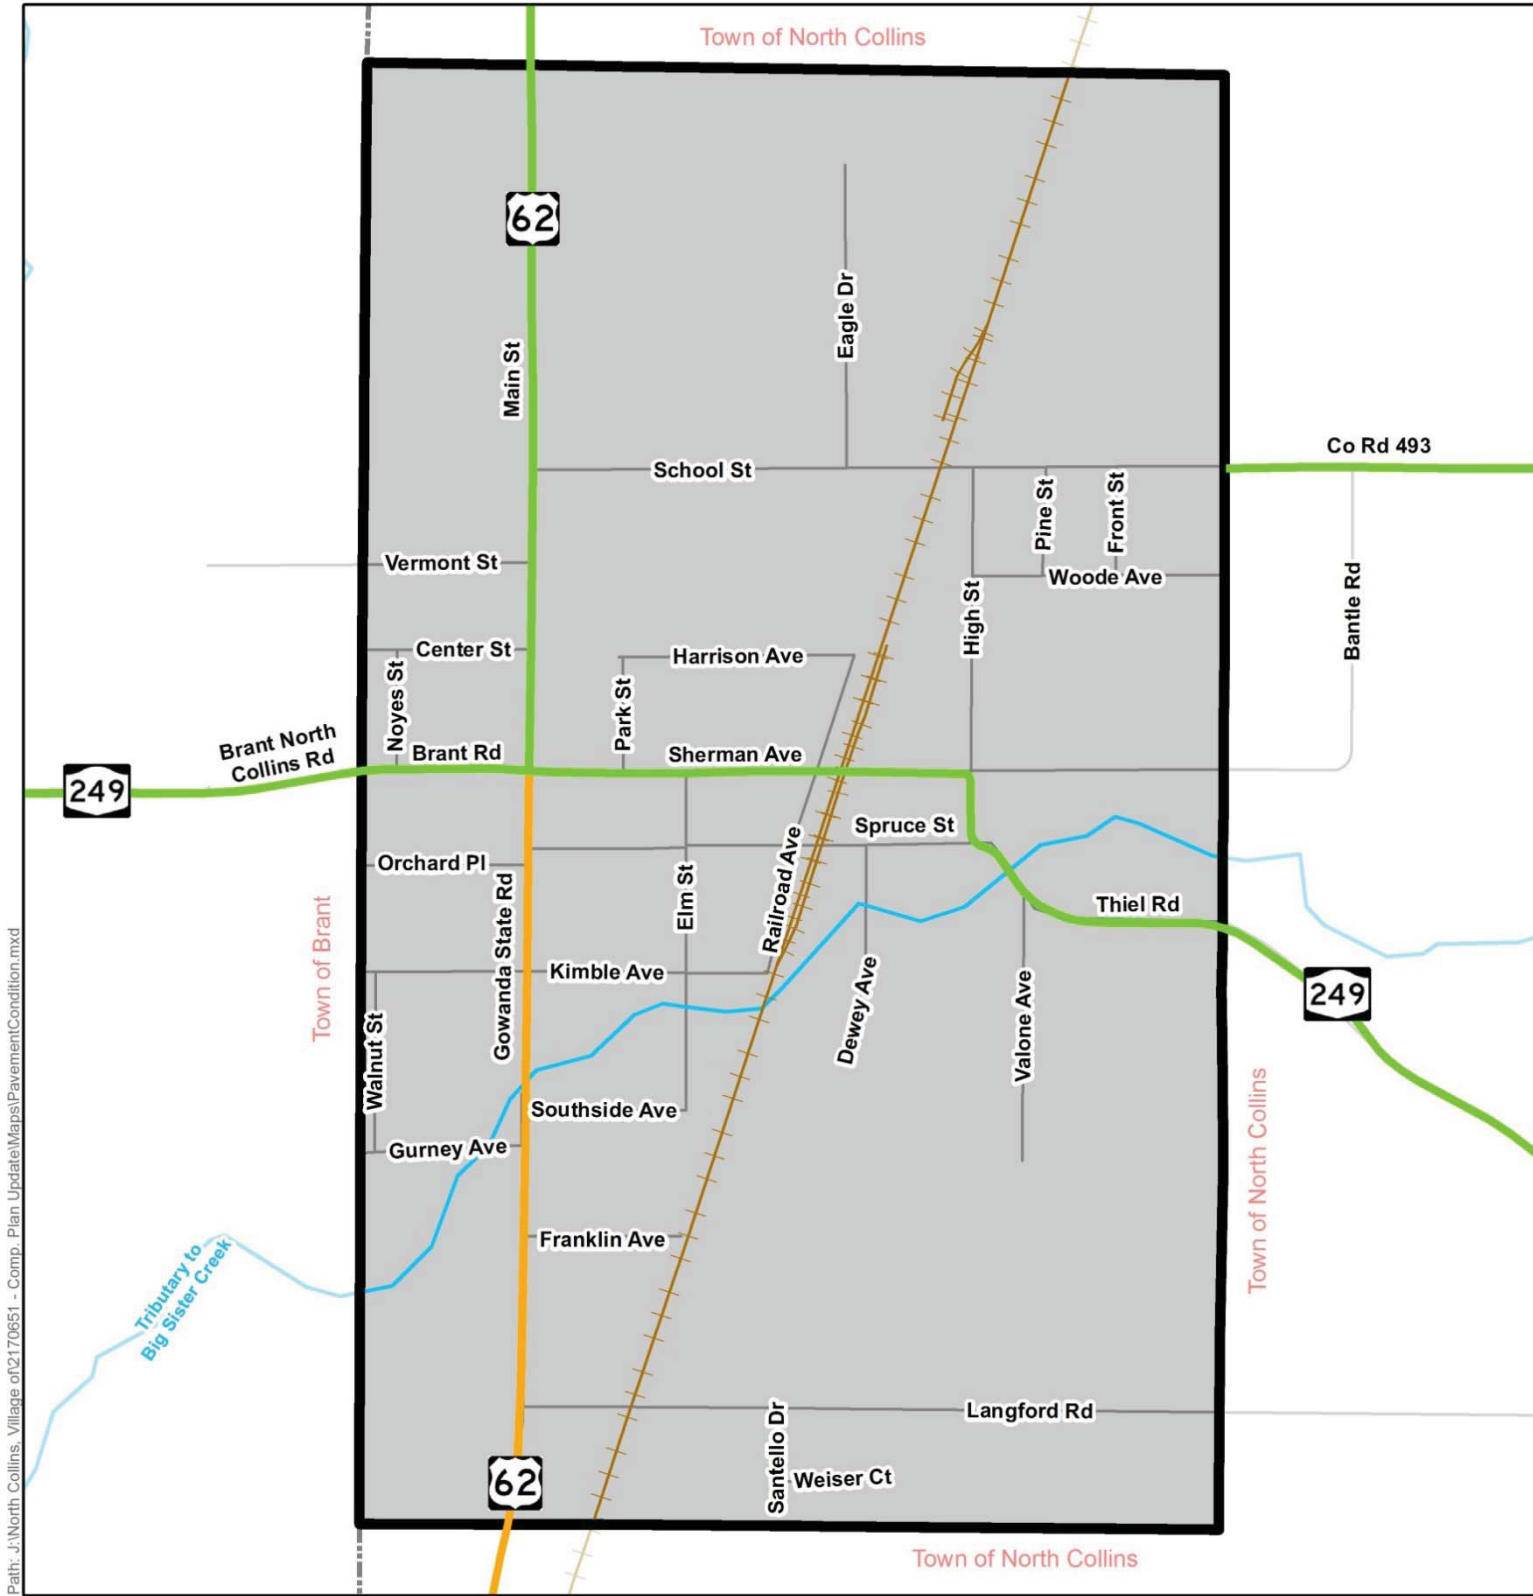 Town of North Collins
62
Eagle Dr
Main St
Co Rd 493
School St
Pine St
Front St
Vermont St
Woode Ave
Bantle Rd
High St
Center St
Harrison Ave
Noyes St
Park St
Brant North
Collins Rd
Brant Rd
Sherman Ave
249
Spruce St
Orchard Pl
Railroad Ave
Elm St
Gowanda State Rd
Thiel Rd
Town of Brant
Kimble Ave
Dewey Ave
Valone Ave
249
Walnut St
Southside Ave
Gurney Ave
Town of North Collins
Franklin Ave
Tributary to
Big Sister Creek
Langford Rd
Santello Dr
Weiser Ct
62
Town of North Collins
Path: J:\North Collins, Village of\2170651 - Comp. Plan Update\Maps\PavementCondition.mxd